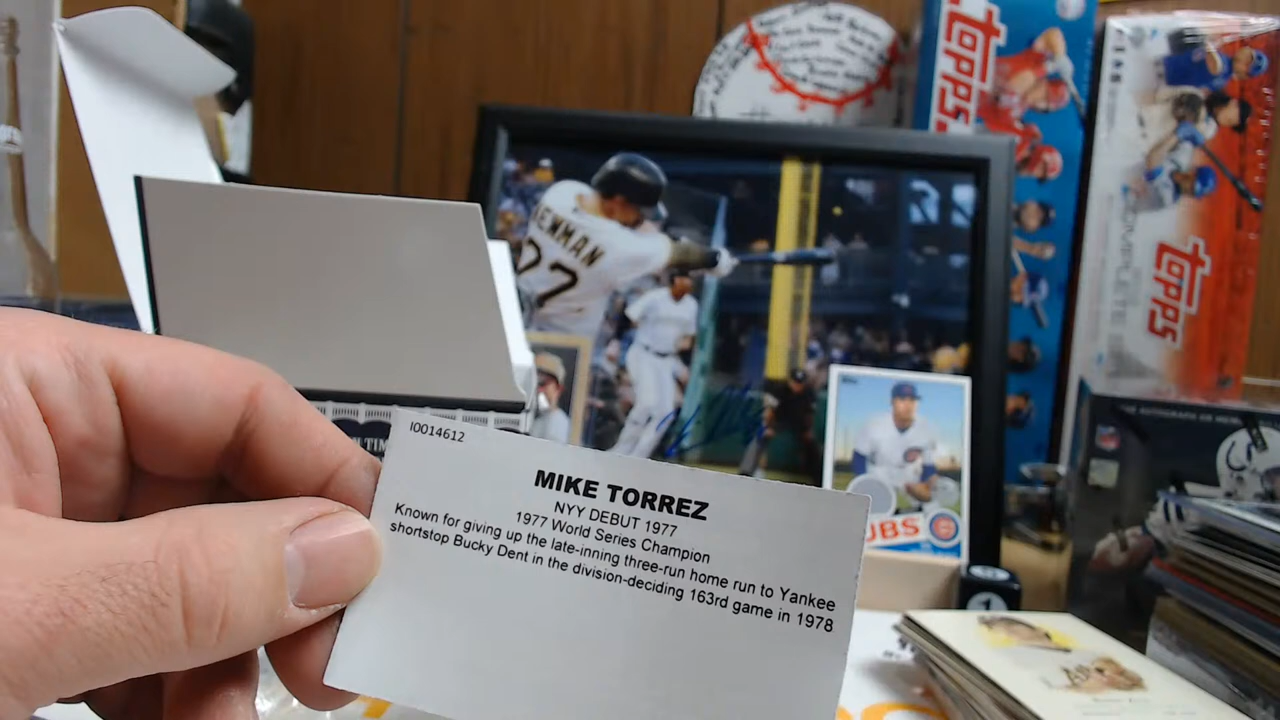 topps
topps
EWMAN
27
UBS
I0014612
MIKE TORREZ
NYY DEBUT 1977
1977 World Series Champion
Known for giving up the late-inning three-run home run to Yankee
shortstop Bucky Dent in the division-deciding 163rd game in 1978